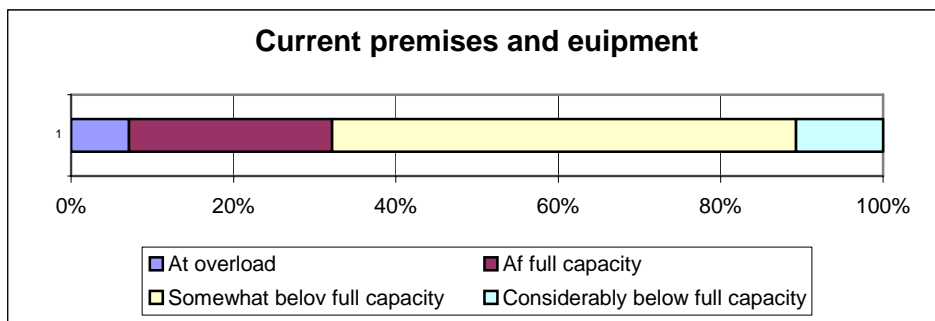 Current premises and euipment
1
0% 20% 40% 60% 80% 100%
At overload Af full capacity
Somewhat belov full capacity Considerably below full capacity